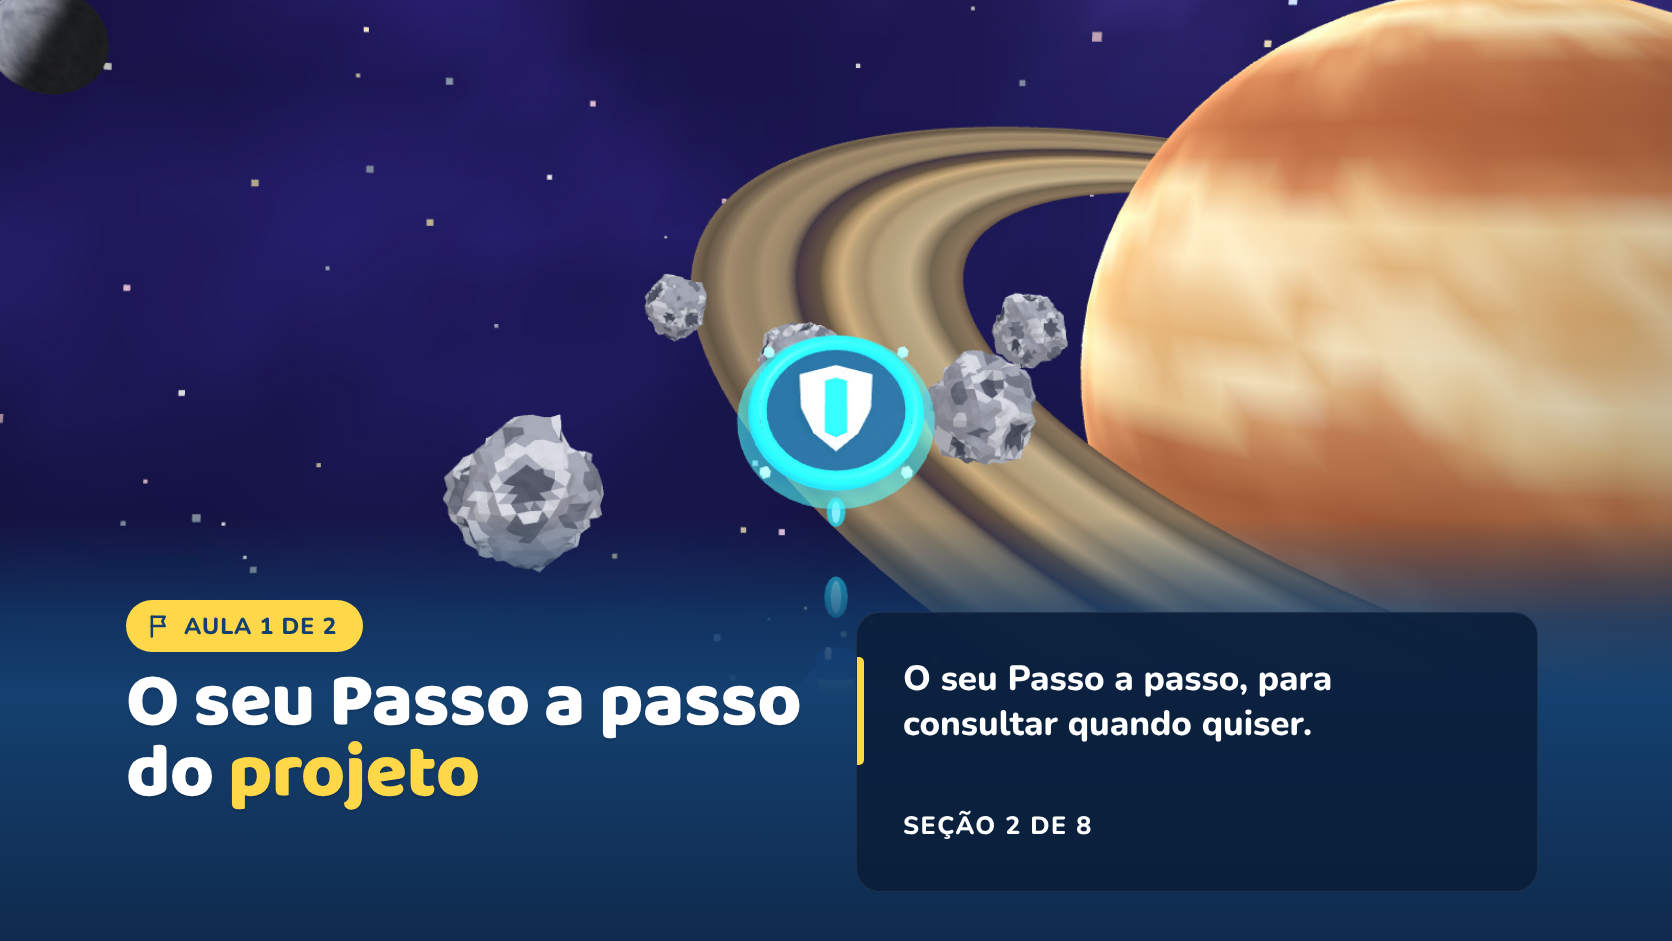 AULA 1 DE 2
O seu Passo a passo
do projeto
O seu Passo a passo, para
consultar quando quiser.
SEÇÃO 2 DE 8